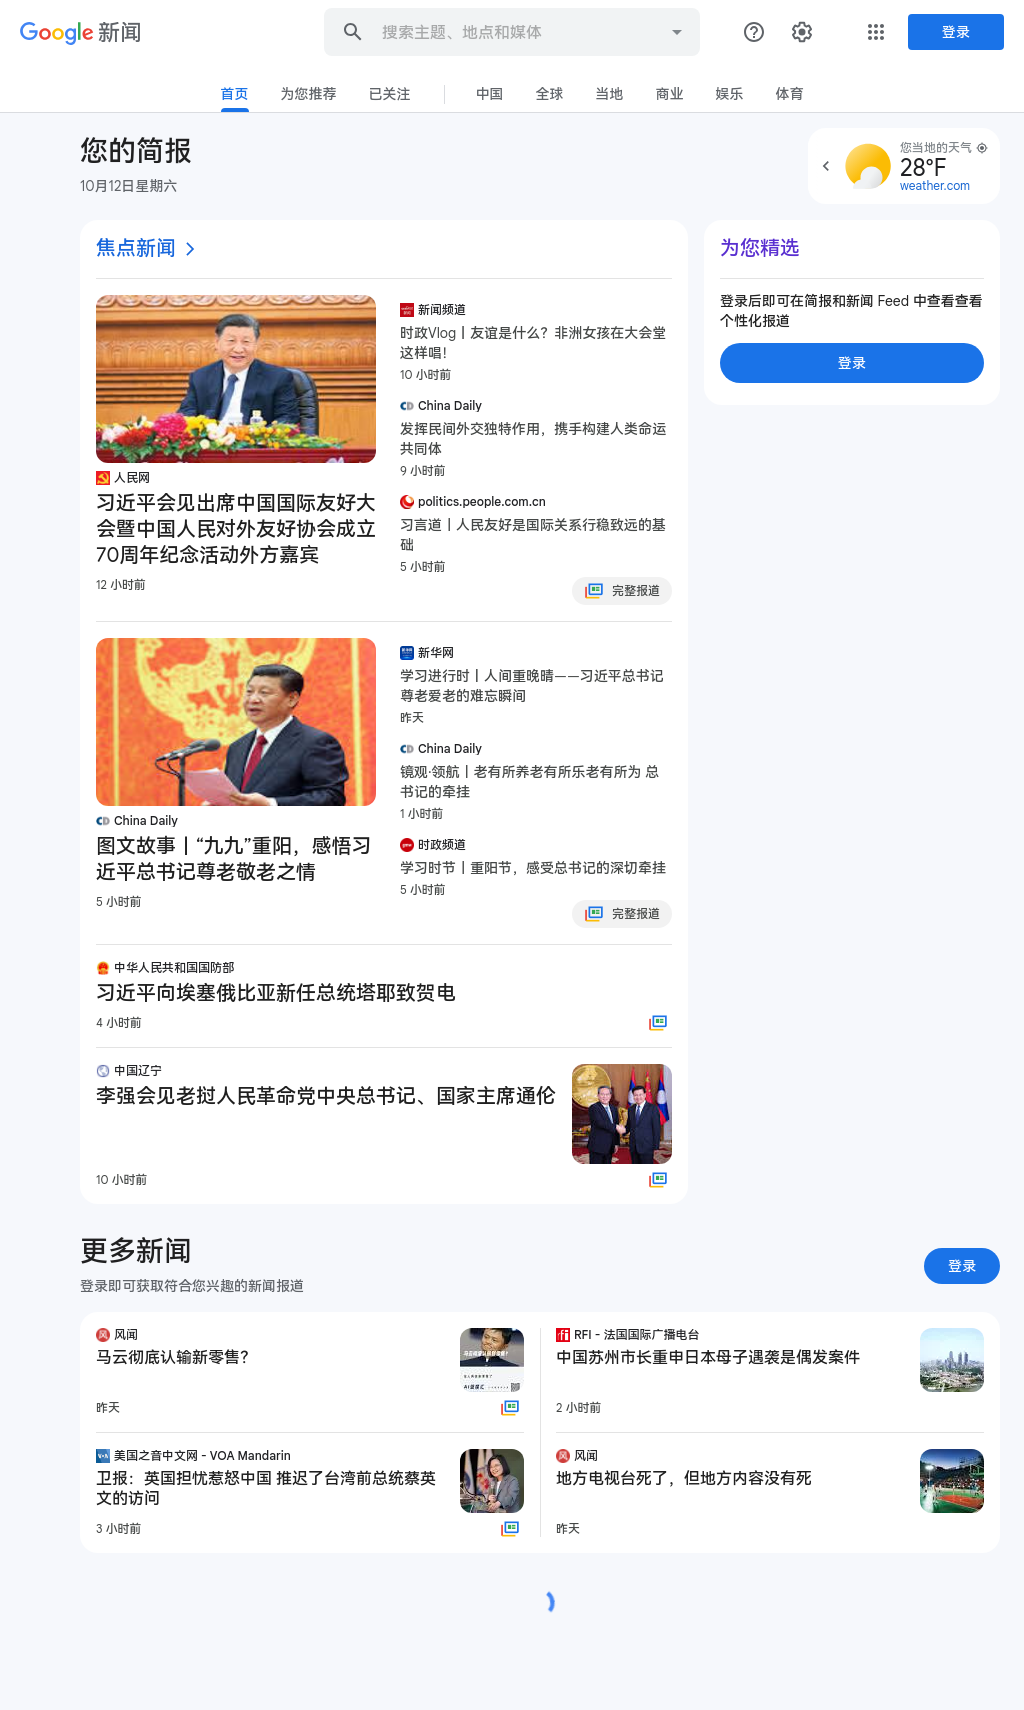 Google 新闻
搜索主题、地点和媒体
登录
首页
为您推荐
已关注
中国
全球
当地
商业
娱乐
体育
您的简报
10月12日星期六
您当地的天气
28°F
weather.com
焦点新闻
人民网
习近平会见出席中国国际友好大
会暨中国人民对外友好协会成立
70周年纪念活动外方嘉宾
12 小时前
新闻频道
时政Vlog丨友谊是什么？非洲女孩在大会堂
这样唱！
10 小时前
China Daily
发挥民间外交独特作用，携手构建人类命运
共同体
9 小时前
politics.people.com.cn
习言道丨人民友好是国际关系行稳致远的基
础
5 小时前
完整报道
China Daily
图文故事丨“九九”重阳，感悟习
近平总书记尊老敬老之情
5 小时前
新华网
学习进行时丨人间重晚晴——习近平总书记
尊老爱老的难忘瞬间
昨天
China Daily
镜观·领航丨老有所养老有所乐老有所为 总
书记的牵挂
1 小时前
时政频道
学习时节丨重阳节，感受总书记的深切牵挂
5 小时前
完整报道
中华人民共和国国防部
习近平向埃塞俄比亚新任总统塔耶致贺电
4 小时前
中国辽宁
李强会见老挝人民革命党中央总书记、国家主席通伦
10 小时前
为您精选
登录后即可在简报和新闻 Feed 中查看查看
个性化报道
登录
更多新闻
登录即可获取符合您兴趣的新闻报道
登录
风闻
马云彻底认输新零售？
昨天
美国之音中文网 - VOA Mandarin
卫报：英国担忧惹怒中国 推迟了台湾前总统蔡英
文的访问
3 小时前
RFI - 法国国际广播电台
中国苏州市长重申日本母子遇袭是偶发案件
2 小时前
风闻
地方电视台死了，但地方内容没有死
昨天